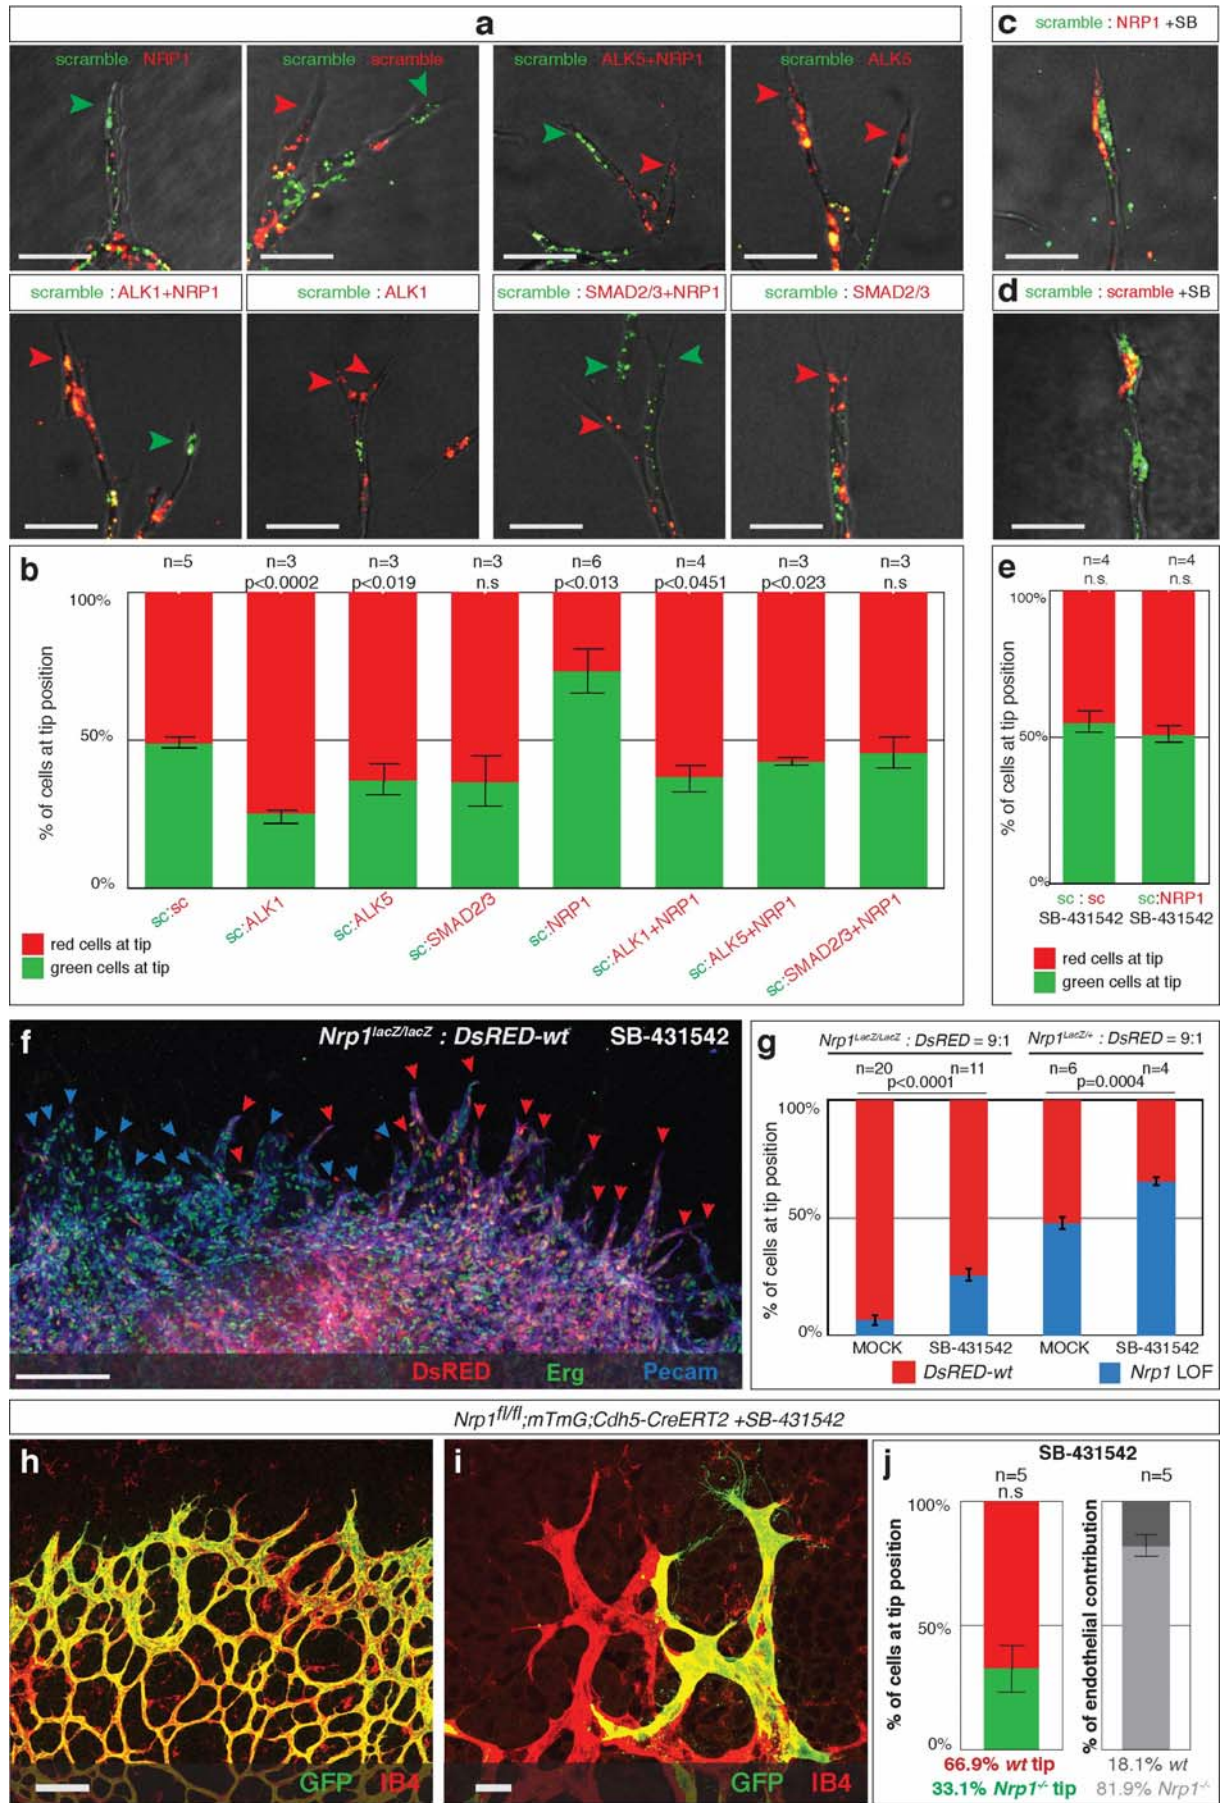 a
scramble NRP1
scramble scramble
scramble ALK5+NRP1
scramble ALK5
c scramble : NRP1 +SB
scramble : ALK1+NRP1
scramble : ALK1
scramble : SMAD2/3+NRP1
scramble : SMAD2/3
d scramble : scramble +SB
b
n=5
n=3
p<0.0002
n=3
p<0.019
n=3
n.s
n=6
p<0.013
n=4
p<0.0451
n=3
p<0.023
n=3
n.s
100%
50%
0%
% of cells at tip position
sc:sc
sc:ALK1
sc:ALK5
sc:SMAD2/3
sc:NRP1
sc:ALK1+NRP1
sc:ALK5+NRP1
sc:SMAD2/3+NRP1
red cells at tip
green cells at tip
e
n=4
n.s.
n=4
n.s.
100%
50%
0%
% of cells at tip position
sc : sc
SB-431542
sc:NRP1
SB-431542
red cells at tip
green cells at tip
f Nrp1lacZ/lacZ : DsRED-wt SB-431542
DsRED Erg Pecam
g
Nrp1LacZ/LacZ : DsRED = 9:1
Nrp1LacZ/+ : DsRED = 9:1
n=20 n=11
p<0.0001
n=6 n=4
p=0.0004
100%
50%
0%
% of cells at tip position
MOCK SB-431542 MOCK SB-431542
DsRED-wt Nrp1 LOF
Nrp1fl/fl;mTmG;Cdh5-CreERT2 +SB-431542
h
GFP IB4
i
GFP IB4
j
SB-431542
n=5
n.s
n=5
100%
50%
0%
% of cells at tip position
% of endothelial contribution
66.9% wt tip
33.1% Nrp1-/- tip
18.1% wt
81.9% Nrp1-/-